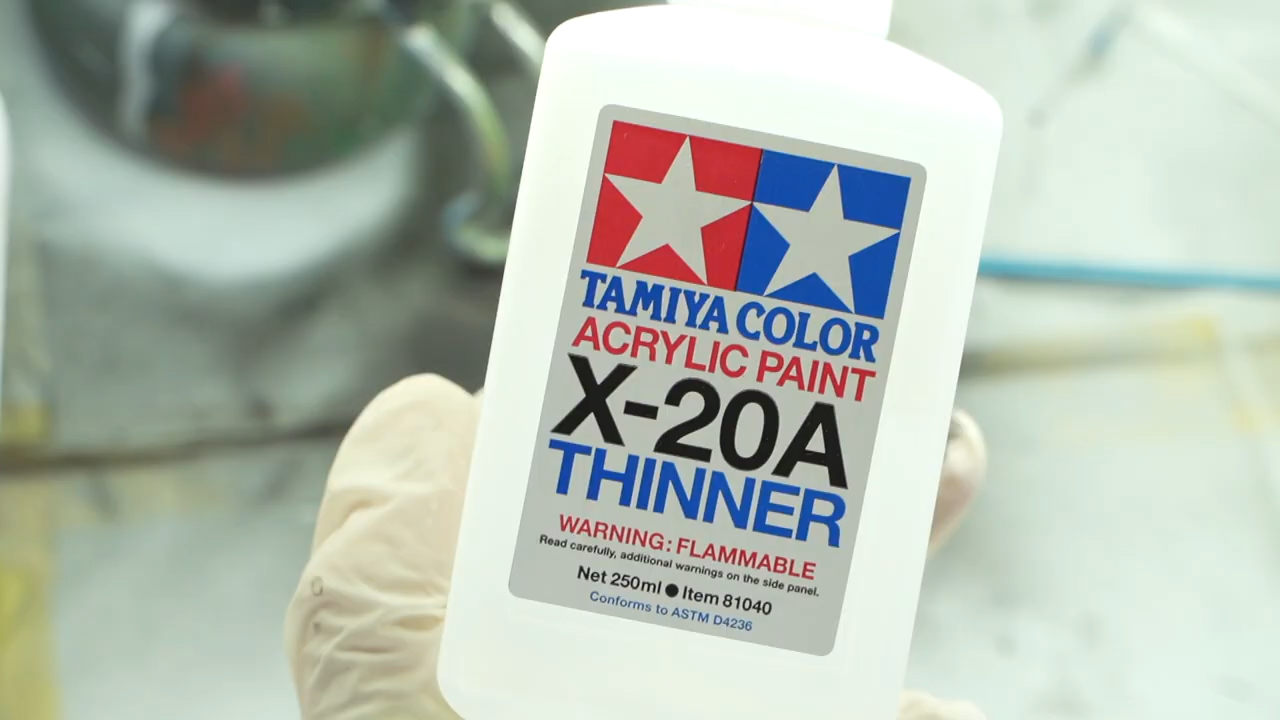 TAMIYA COLOR
ACRYLIC PAINT
X-20A
THINNER
WARNING: FLAMMABLE
Read carefully, additional warnings on the side panel.
Net 250ml ● Item 81040
Conforms to ASTM D4236